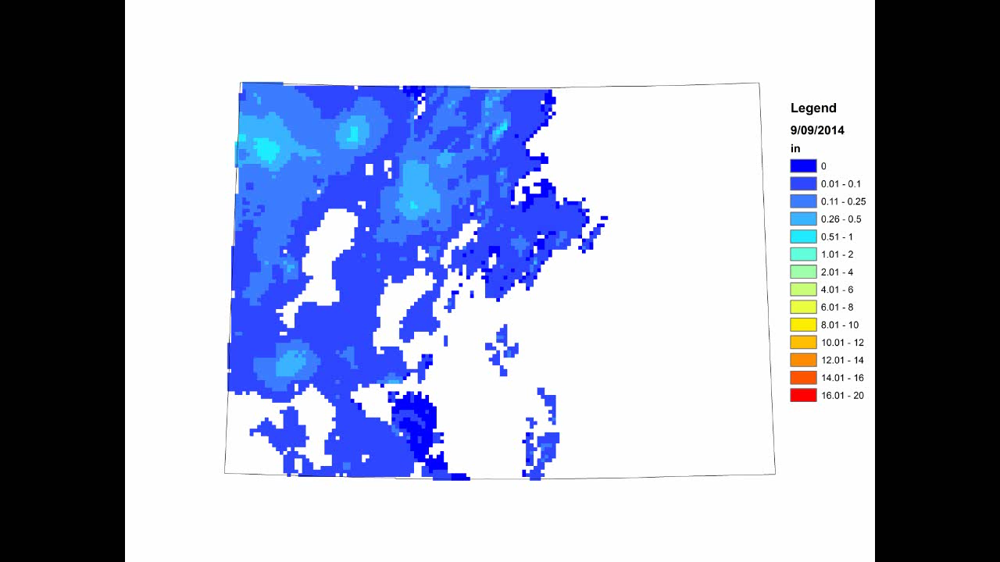 Legend
9/09/2014
in
0
0.01 - 0.1
0.11 - 0.25
0.26 - 0.5
0.51 - 1
1.01 - 2
2.01 - 4
4.01 - 6
6.01 - 8
8.01 - 10
10.01 - 12
12.01 - 14
14.01 - 16
16.01 - 20